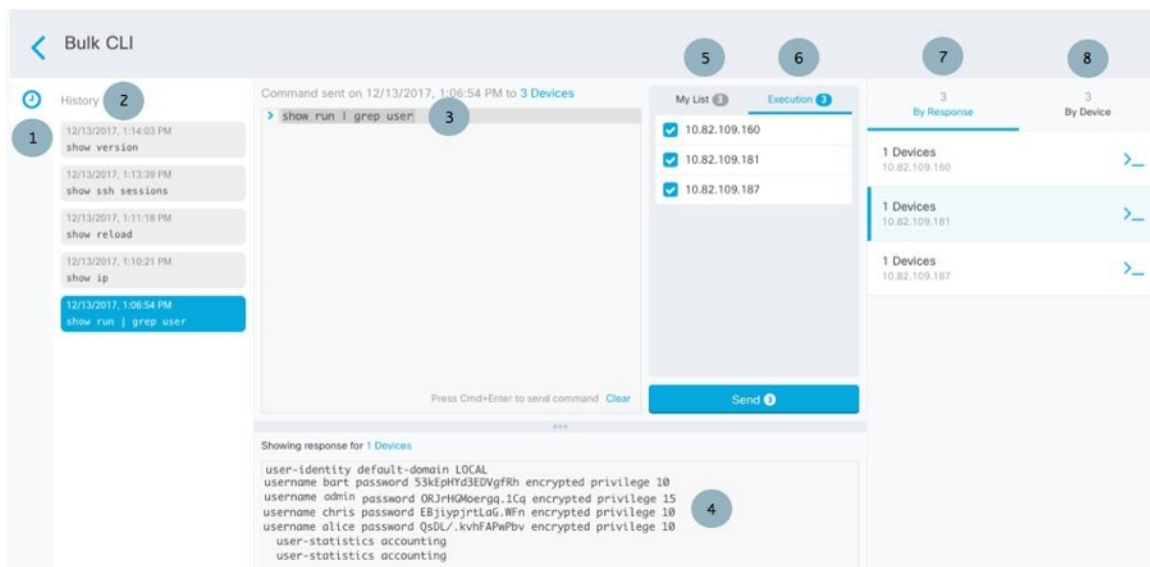 Bulk CLI
1
History
2
12/13/2017, 1:14:03 PM
show version
12/13/2017, 1:13:39 PM
show ssh sessions
12/13/2017, 1:11:18 PM
show reload
12/13/2017, 1:10:21 PM
show ip
12/13/2017, 1:06:54 PM
show run | grep user
Command sent on 12/13/2017, 1:06:54 PM to 3 Devices
> show run | grep user
3
Press Cmd+Enter to send command Clear
5
6
My List 3 Execution 3
10.82.109.160
10.82.109.181
10.82.109.187
Send
7
8
3
By Response
3
By Device
1 Devices
10.82.109.160
>_
1 Devices
10.82.109.181
>_
1 Devices
10.82.109.187
>_
Showing response for 1 Devices
user-identity default-domain LOCAL
username bart password 53kEpHYd3EDVgfRh encrypted privilege 10
username admin password ORJrHGMoergq.1Cq encrypted privilege 15
username chris password EBjiypjrtLaG.WFn encrypted privilege 10
username alice password QsDL/.kvhFAPwPbv encrypted privilege 10
user-statistics accounting
user-statistics accounting
4